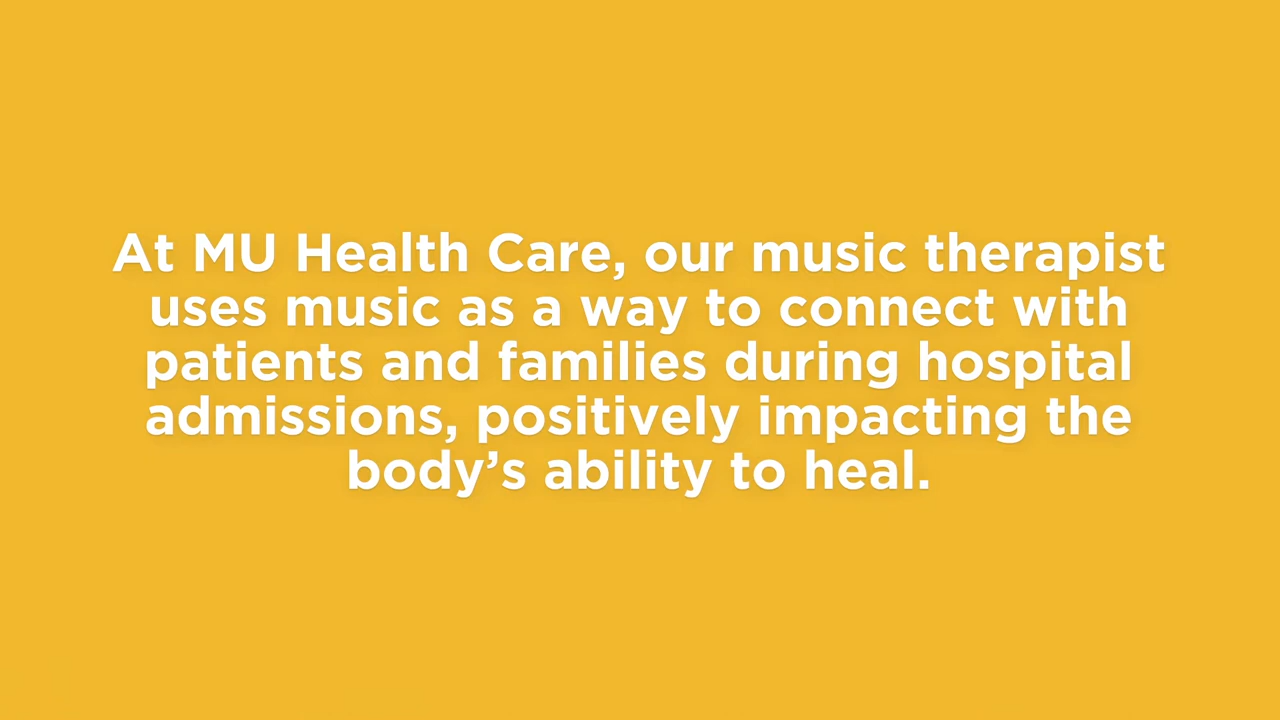 At MU Health Care, our music therapist
uses music as a way to connect with
patients and families during hospital
admissions, positively impacting the
body’s ability to heal.